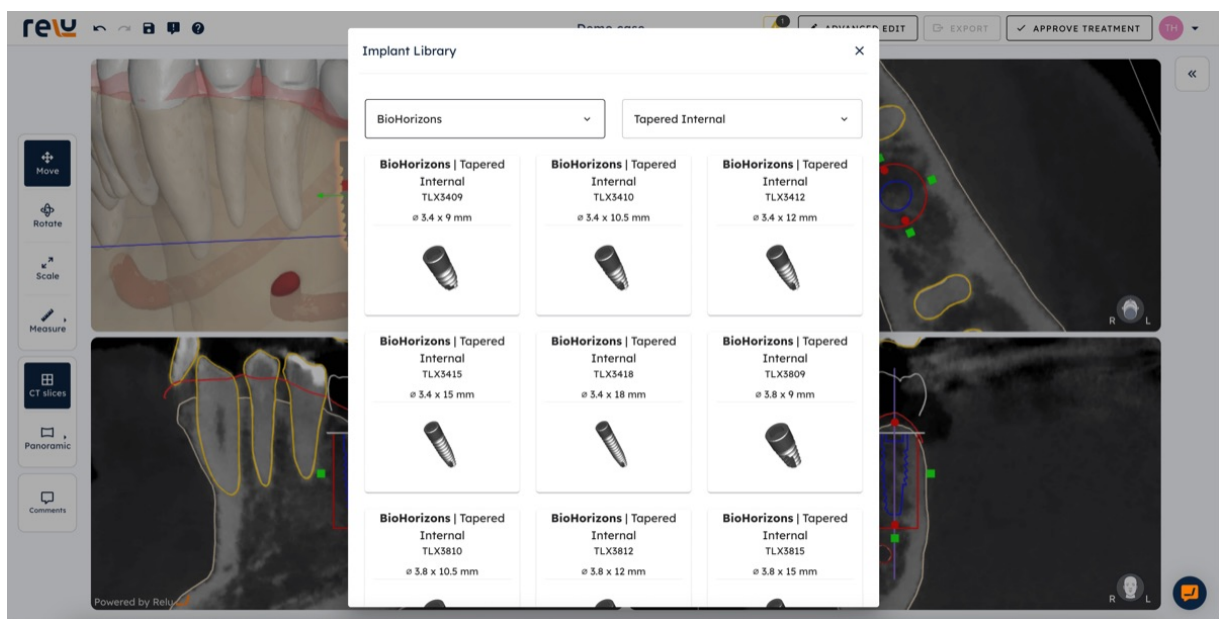 relu
Demo case
1
ADVANCED EDIT
EXPORT
APPROVE TREATMENT
TH
Implant Library
BioHorizons
Tapered Internal
Move
Rotate
Scale
Measure
CT slices
Panoramic
Comments
BioHorizons | Tapered
Internal
TLX3409
⌀ 3.4 x 9 mm
BioHorizons | Tapered
Internal
TLX3410
⌀ 3.4 x 10.5 mm
BioHorizons | Tapered
Internal
TLX3412
⌀ 3.4 x 12 mm
BioHorizons | Tapered
Internal
TLX3415
⌀ 3.4 x 15 mm
BioHorizons | Tapered
Internal
TLX3418
⌀ 3.4 x 18 mm
BioHorizons | Tapered
Internal
TLX3809
⌀ 3.8 x 9 mm
BioHorizons | Tapered
Internal
TLX3810
⌀ 3.8 x 10.5 mm
BioHorizons | Tapered
Internal
TLX3812
⌀ 3.8 x 12 mm
BioHorizons | Tapered
Internal
TLX3815
⌀ 3.8 x 15 mm
R L
R L
Powered by Relu